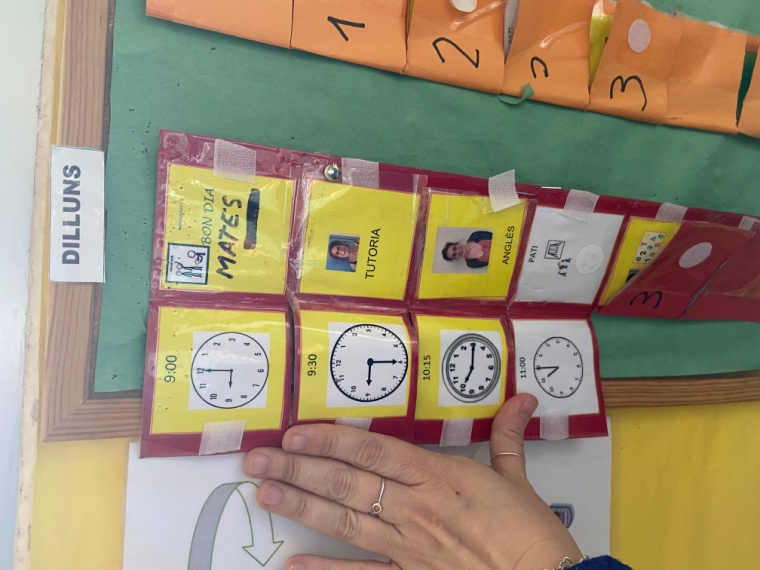 DILLUNS
1
2
3
BON DIA
MATES
TUTORIA
ANGLÈS
PATI
3
9:00
9:30
10:15
11:00